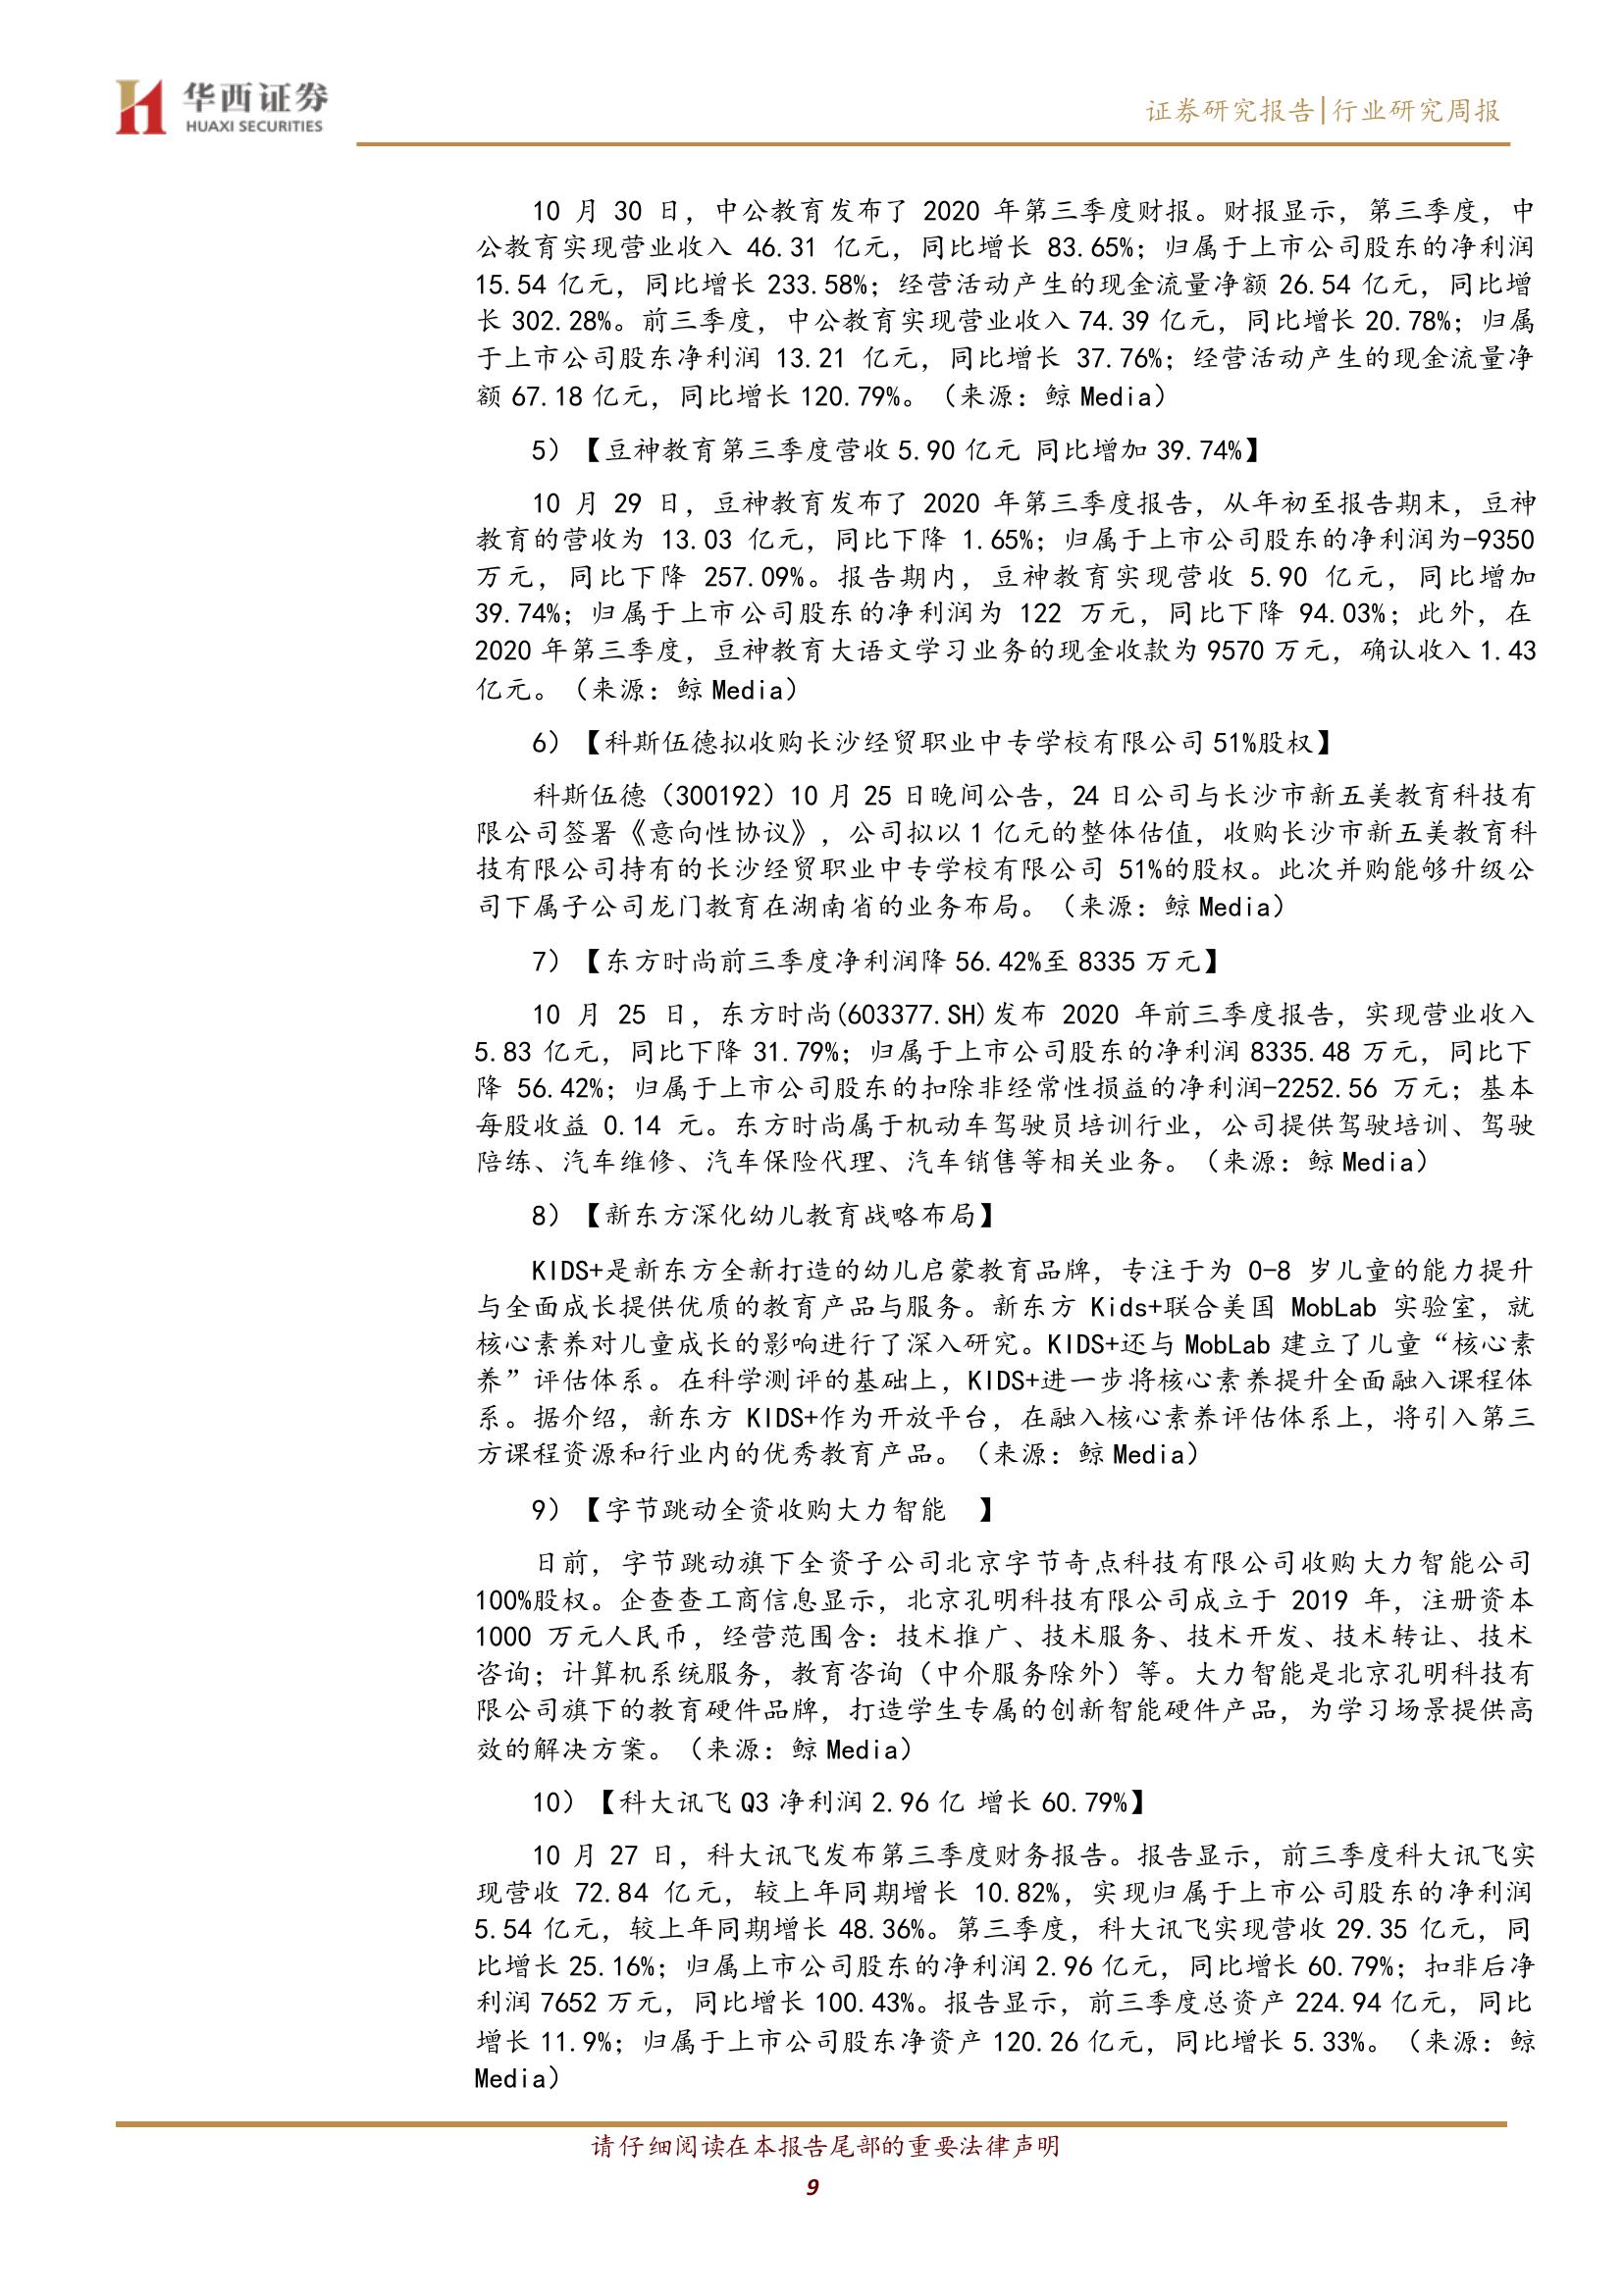 华西证券
HUAXI SECURITIES
证券研究报告|行业研究周报
10 月 30 日，中公教育发布了 2020 年第三季度财报。财报显示，第三季度，中
公教育实现营业收入 46.31 亿元，同比增长 83.65%；归属于上市公司股东的净利润
15.54 亿元，同比增长 233.58%；经营活动产生的现金流量净额 26.54 亿元，同比增
长 302.28%。前三季度，中公教育实现营业收入 74.39 亿元，同比增长 20.78%；归属
于上市公司股东净利润 13.21 亿元，同比增长 37.76%；经营活动产生的现金流量净
额 67.18 亿元，同比增长 120.79%。（来源：鲸 Media）
5）【豆神教育第三季度营收 5.90 亿元 同比增加 39.74%】
10 月 29 日，豆神教育发布了 2020 年第三季度报告，从年初至报告期末，豆神
教育的营收为 13.03 亿元，同比下降 1.65%；归属于上市公司股东的净利润为-9350
万元，同比下降 257.09%。报告期内，豆神教育实现营收 5.90 亿元，同比增加
39.74%；归属于上市公司股东的净利润为 122 万元，同比下降 94.03%；此外，在
2020 年第三季度，豆神教育大语文学习业务的现金收款为 9570 万元，确认收入 1.43
亿元。（来源：鲸 Media）
6）【科斯伍德拟收购长沙经贸职业中专学校有限公司 51%股权】
科斯伍德（300192）10 月 25 日晚间公告，24 日公司与长沙市新五美教育科技有
限公司签署《意向性协议》，公司拟以 1 亿元的整体估值，收购长沙市新五美教育科
技有限公司持有的长沙经贸职业中专学校有限公司 51%的股权。此次并购能够升级公
司下属子公司龙门教育在湖南省的业务布局。（来源：鲸 Media）
7）【东方时尚前三季度净利润降 56.42%至 8335 万元】
10 月 25 日，东方时尚(603377.SH)发布 2020 年前三季度报告，实现营业收入
5.83 亿元，同比下降 31.79%；归属于上市公司股东的净利润 8335.48 万元，同比下
降 56.42%；归属于上市公司股东的扣除非经常性损益的净利润-2252.56 万元；基本
每股收益 0.14 元。东方时尚属于机动车驾驶员培训行业，公司提供驾驶培训、驾驶
陪练、汽车维修、汽车保险代理、汽车销售等相关业务。（来源：鲸 Media）
8）【新东方深化幼儿教育战略布局】
KIDS+是新东方全新打造的幼儿启蒙教育品牌，专注于为 0-8 岁儿童的能力提升
与全面成长提供优质的教育产品与服务。新东方 Kids+联合美国 MobLab 实验室，就
核心素养对儿童成长的影响进行了深入研究。KIDS+还与 MobLab 建立了儿童“核心素
养”评估体系。在科学测评的基础上，KIDS+进一步将核心素养提升全面融入课程体
系。据介绍，新东方 KIDS+作为开放平台，在融入核心素养评估体系上，将引入第三
方课程资源和行业内的优秀教育产品。（来源：鲸 Media）
9）【字节跳动全资收购大力智能 】
日前，字节跳动旗下全资子公司北京字节奇点科技有限公司收购大力智能公司
100%股权。企查查工商信息显示，北京孔明科技有限公司成立于 2019 年，注册资本
1000 万元人民币，经营范围含：技术推广、技术服务、技术开发、技术转让、技术
咨询；计算机系统服务，教育咨询（中介服务除外）等。大力智能是北京孔明科技有
限公司旗下的教育硬件品牌，打造学生专属的创新智能硬件产品，为学习场景提供高
效的解决方案。（来源：鲸 Media）
10）【科大讯飞 Q3 净利润 2.96 亿 增长 60.79%】
10 月 27 日，科大讯飞发布第三季度财务报告。报告显示，前三季度科大讯飞实
现营收 72.84 亿元，较上年同期增长 10.82%，实现归属于上市公司股东的净利润
5.54 亿元，较上年同期增长 48.36%。第三季度，科大讯飞实现营收 29.35 亿元，同
比增长 25.16%；归属上市公司股东的净利润 2.96 亿元，同比增长 60.79%；扣非后净
利润 7652 万元，同比增长 100.43%。报告显示，前三季度总资产 224.94 亿元，同比
增长 11.9%；归属于上市公司股东净资产 120.26 亿元，同比增长 5.33%。（来源：鲸
Media）
请仔细阅读在本报告尾部的重要法律声明
9